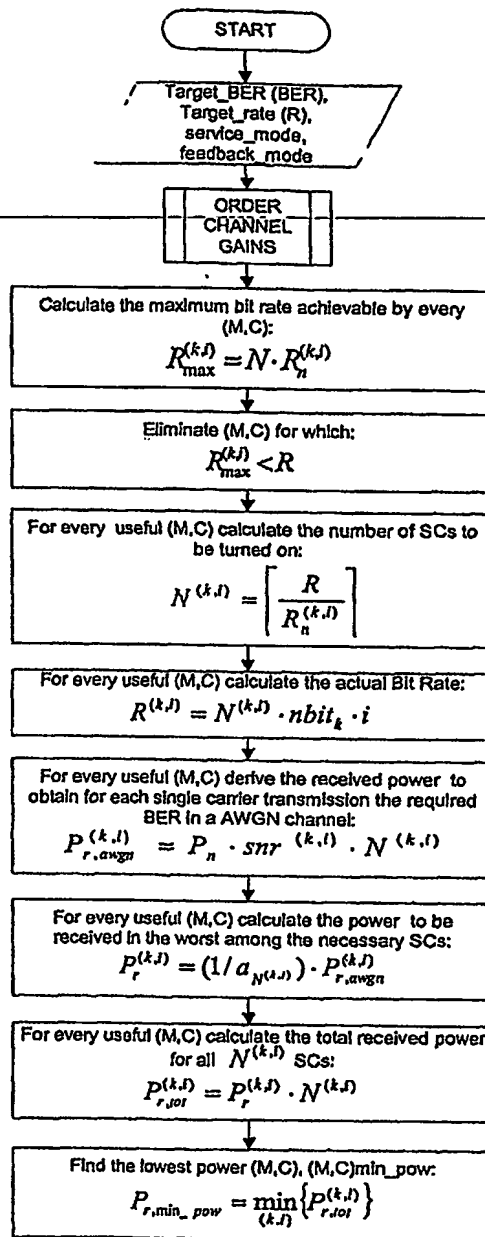 START
Target_BER (BER),
Target_rate (R),
service_mode,
feedback_mode
ORDER
CHANNEL
GAINS
Calculate the maximum bit rate achievable by every
(M,C):
R_max^(k,i) = N · R_n^(k,i)
Eliminate (M,C) for which:
R_max^(k,i) < R
For every useful (M,C) calculate the number of SCs to
be turned on:
N^(k,i) = ⌈ R / R_n^(k,i) ⌉
For every useful (M,C) calculate the actual Bit Rate:
R^(k,i) = N^(k,i) · nbit_k · i
For every useful (M,C) derive the received power to
obtain for each single carrier transmission the required
BER in a AWGN channel:
P_r,awgn^(k,i) = P_n · snr^(k,i) · N^(k,i)
For every useful (M,C) calculate the power to be
received in the worst among the necessary SCs:
P_r^(k,i) = (1/a_N^(k,i)) · P_r,awgn^(k,i)
For every useful (M,C) calculate the total received power
for all N^(k,i) SCs:
P_r,tot^(k,i) = P_r^(k,i) · N^(k,i)
Find the lowest power (M,C), (M,C)min_pow:
P_r,min_pow = min_(k,i) {P_r,tot^(k,i)}